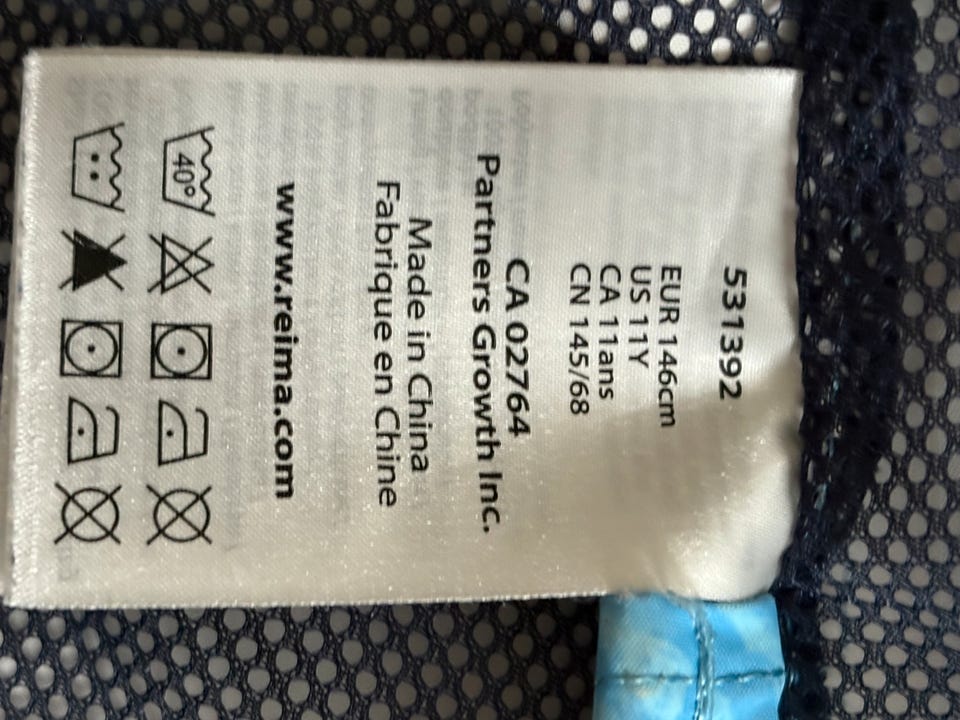 531392
EUR 146cm
US 11Y
CA 11ans
CN 145/68
CA 02764
Partners Growth Inc.
Made in China
Fabrique en Chine
www.reima.com
40°